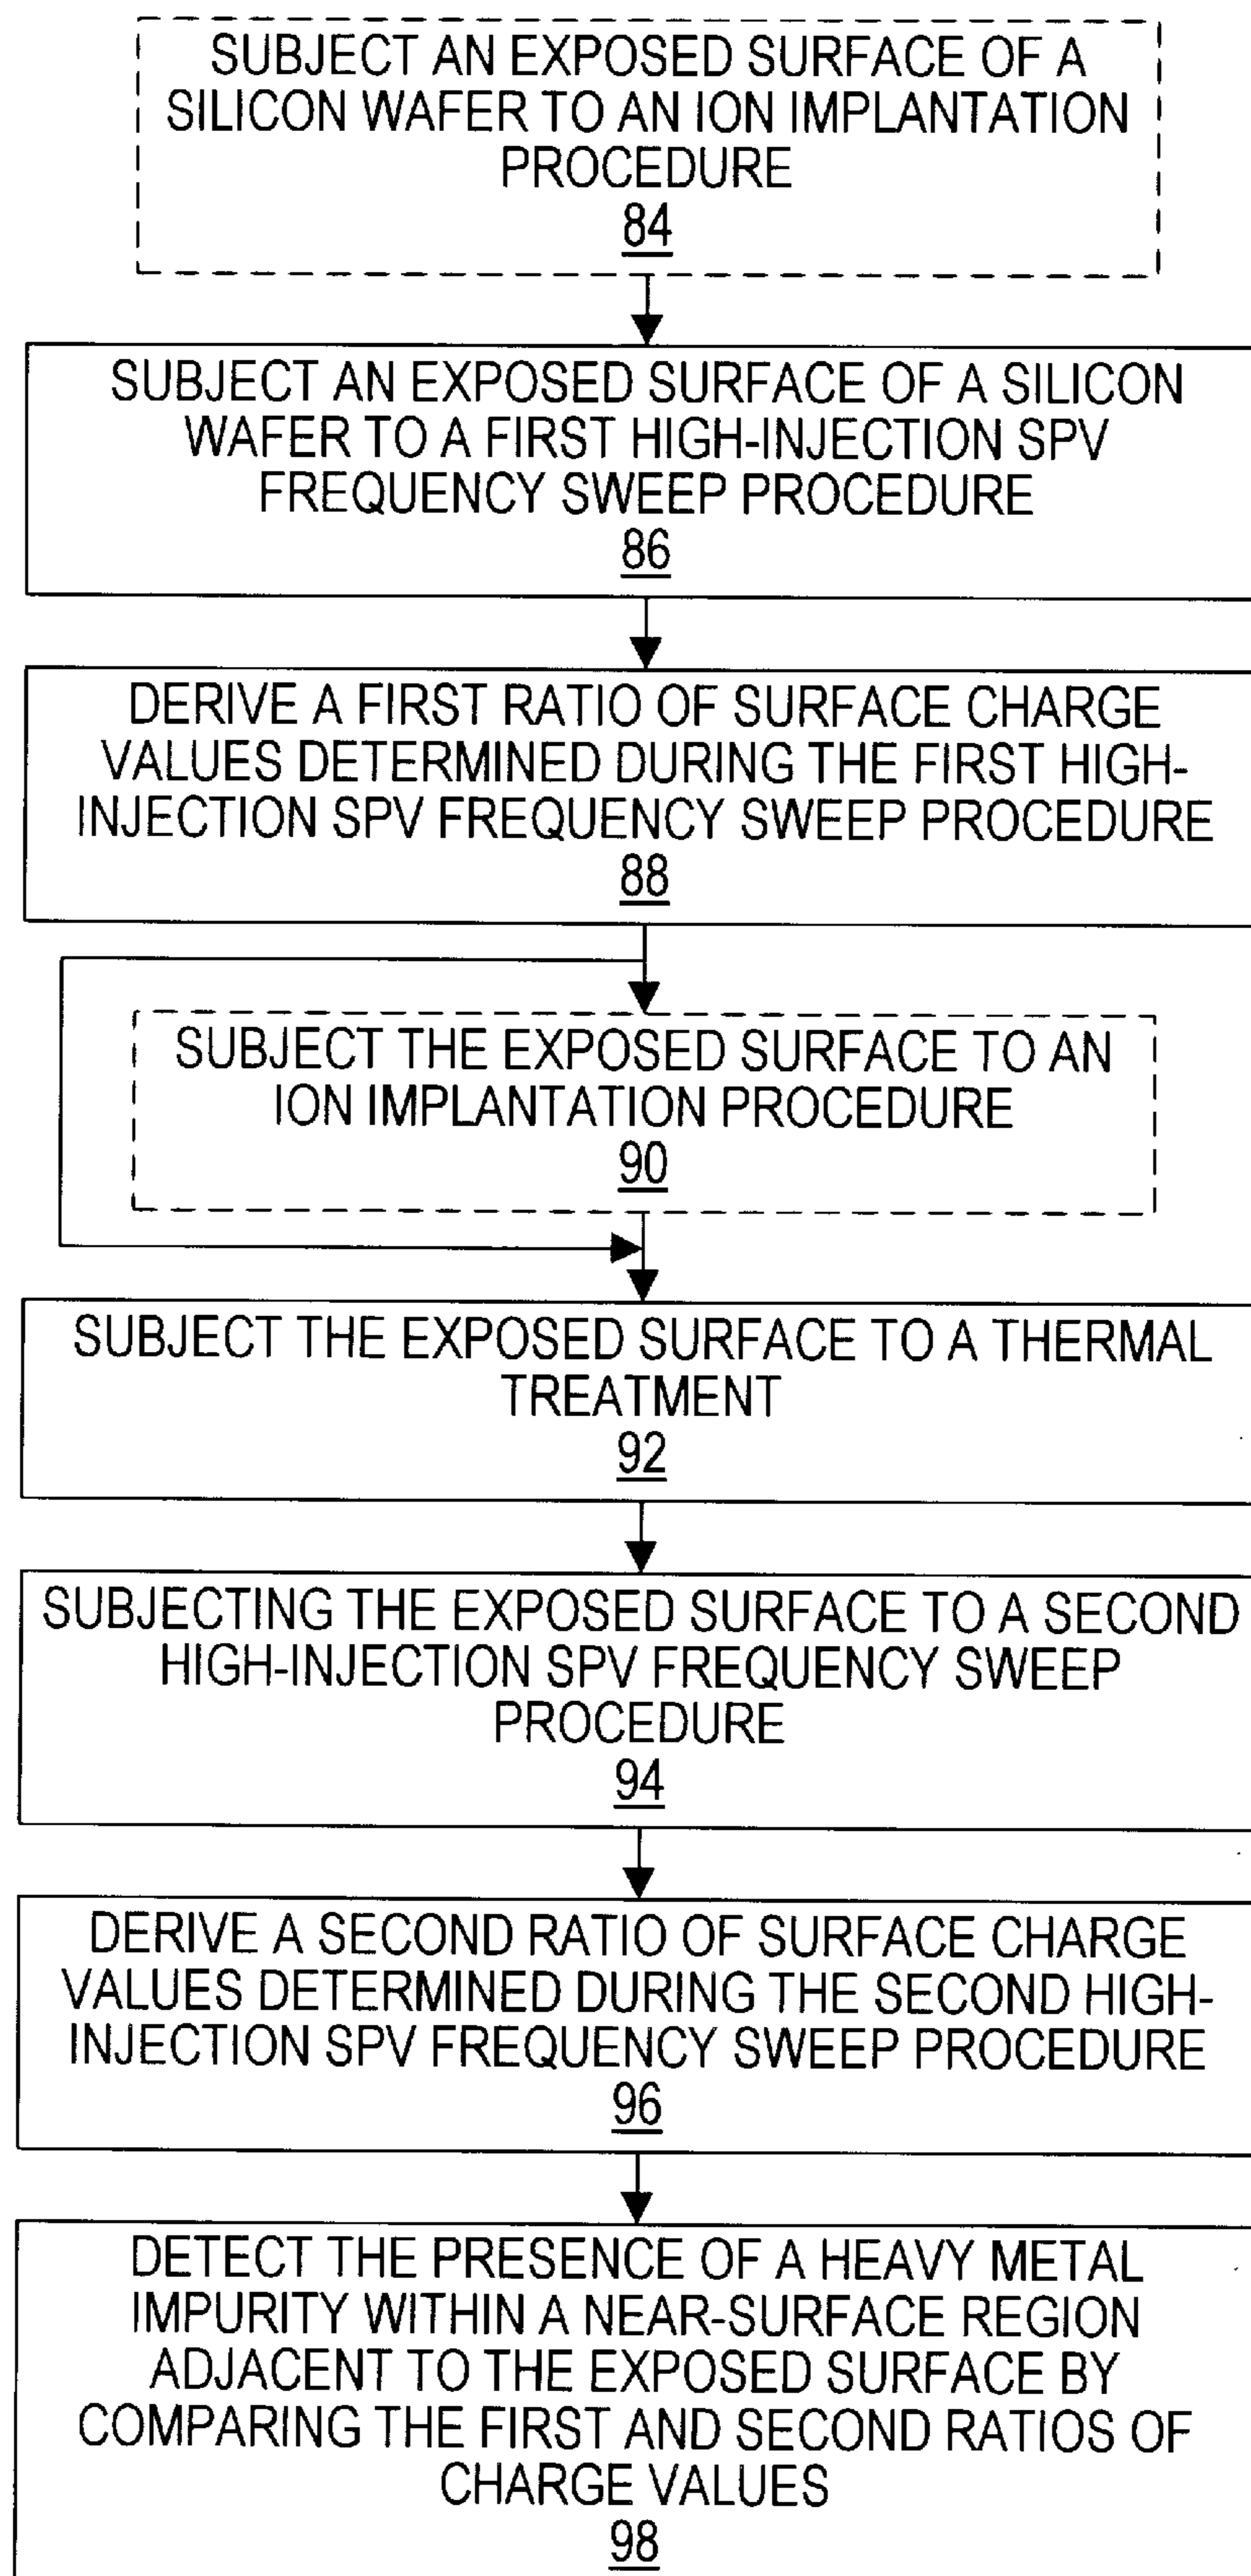 SUBJECT AN EXPOSED SURFACE OF A
SILICON WAFER TO AN ION IMPLANTATION
PROCEDURE
84
SUBJECT AN EXPOSED SURFACE OF A SILICON
WAFER TO A FIRST HIGH-INJECTION SPV
FREQUENCY SWEEP PROCEDURE
86
DERIVE A FIRST RATIO OF SURFACE CHARGE
VALUES DETERMINED DURING THE FIRST HIGH-
INJECTION SPV FREQUENCY SWEEP PROCEDURE
88
SUBJECT THE EXPOSED SURFACE TO AN
ION IMPLANTATION PROCEDURE
90
SUBJECT THE EXPOSED SURFACE TO A THERMAL
TREATMENT
92
SUBJECTING THE EXPOSED SURFACE TO A SECOND
HIGH-INJECTION SPV FREQUENCY SWEEP
PROCEDURE
94
DERIVE A SECOND RATIO OF SURFACE CHARGE
VALUES DETERMINED DURING THE SECOND HIGH-
INJECTION SPV FREQUENCY SWEEP PROCEDURE
96
DETECT THE PRESENCE OF A HEAVY METAL
IMPURITY WITHIN A NEAR-SURFACE REGION
ADJACENT TO THE EXPOSED SURFACE BY
COMPARING THE FIRST AND SECOND RATIOS OF
CHARGE VALUES
98